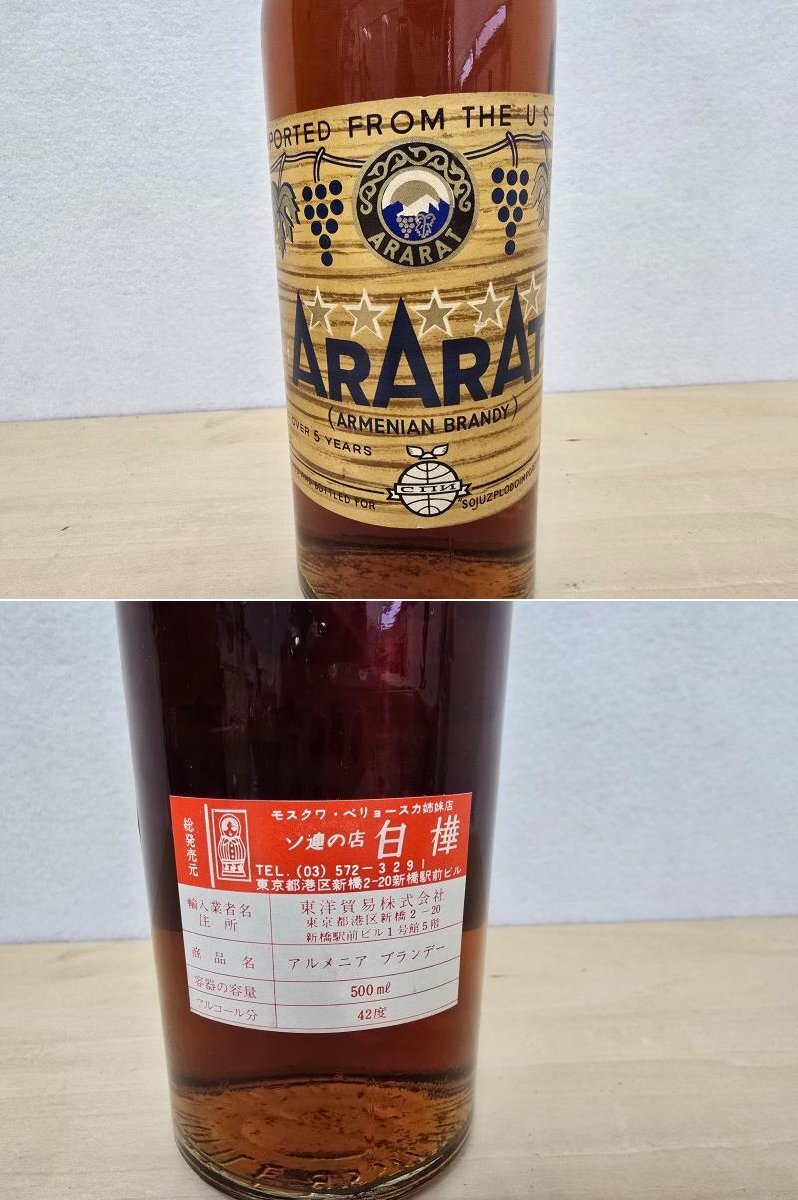 PORTED FROM THE U S
ARARAT
ARARAT
(ARMENIAN BRANDY)
OVER 5 YEARS
СПИ
AND BOTTLED FOR
"SOJUZPLODOIMPO
総発売元
モスクワ・ベリョースカ姉妹店
ソ連の店 白樺
TEL.(03) 572-3291
東京都港区新橋2-20新橋駅前ビル
輸入業者名
住所
東洋貿易株式会社
東京都港区新橋2-20
新橋駅前ビル1号館5階
商品名
アルメニア ブランデー
容器の容量
500㎖
アルコール分
42度